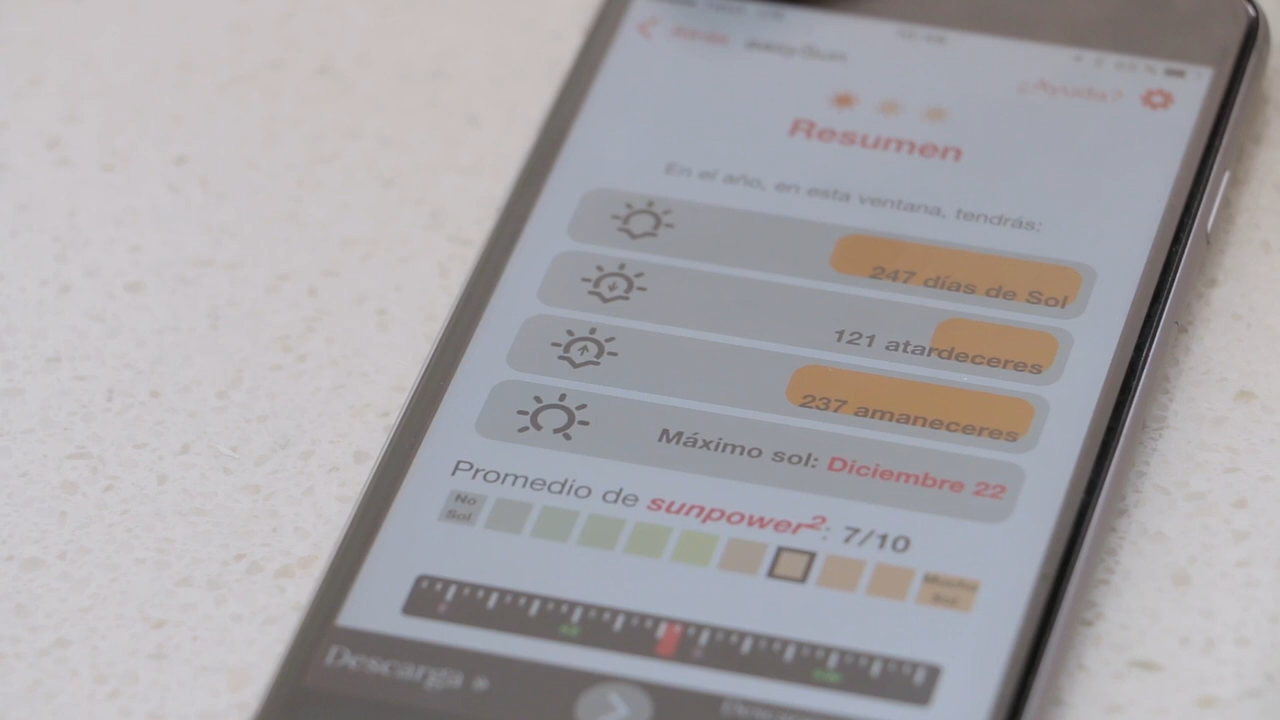 easySun
¿Ayuda?
Resumen
En el año, en esta ventana, tendrás:
247 días de Sol
121 atardeceres
237 amaneceres
Máximo sol: Diciembre 22
Promedio de sunpower²: 7/10
No
Sol
Mucho
Sol
Descarga »